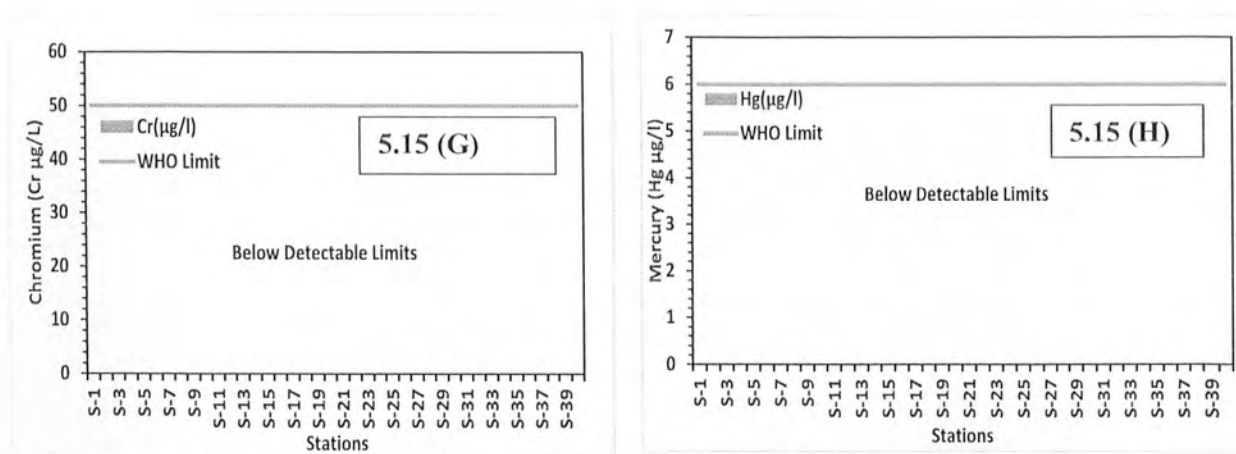 Chromium (Cr µg/L)
60
50
40
30
20
10
0
Cr(µg/l)
WHO Limit
5.15 (G)
Below Detectable Limits
S-1
S-3
S-5
S-7
S-9
S-11
S-13
S-15
S-17
S-19
S-21
S-23
S-25
S-27
S-29
S-31
S-33
S-35
S-37
S-39
Stations
Mercury (Hg µg/l)
7
6
5
4
3
2
1
0
Hg(µg/l)
WHO Limit
5.15 (H)
Below Detectable Limits
S-1
S-3
S-5
S-7
S-9
S-11
S-13
S-15
S-17
S-19
S-21
S-23
S-25
S-27
S-29
S-31
S-33
S-35
S-37
S-39
Stations